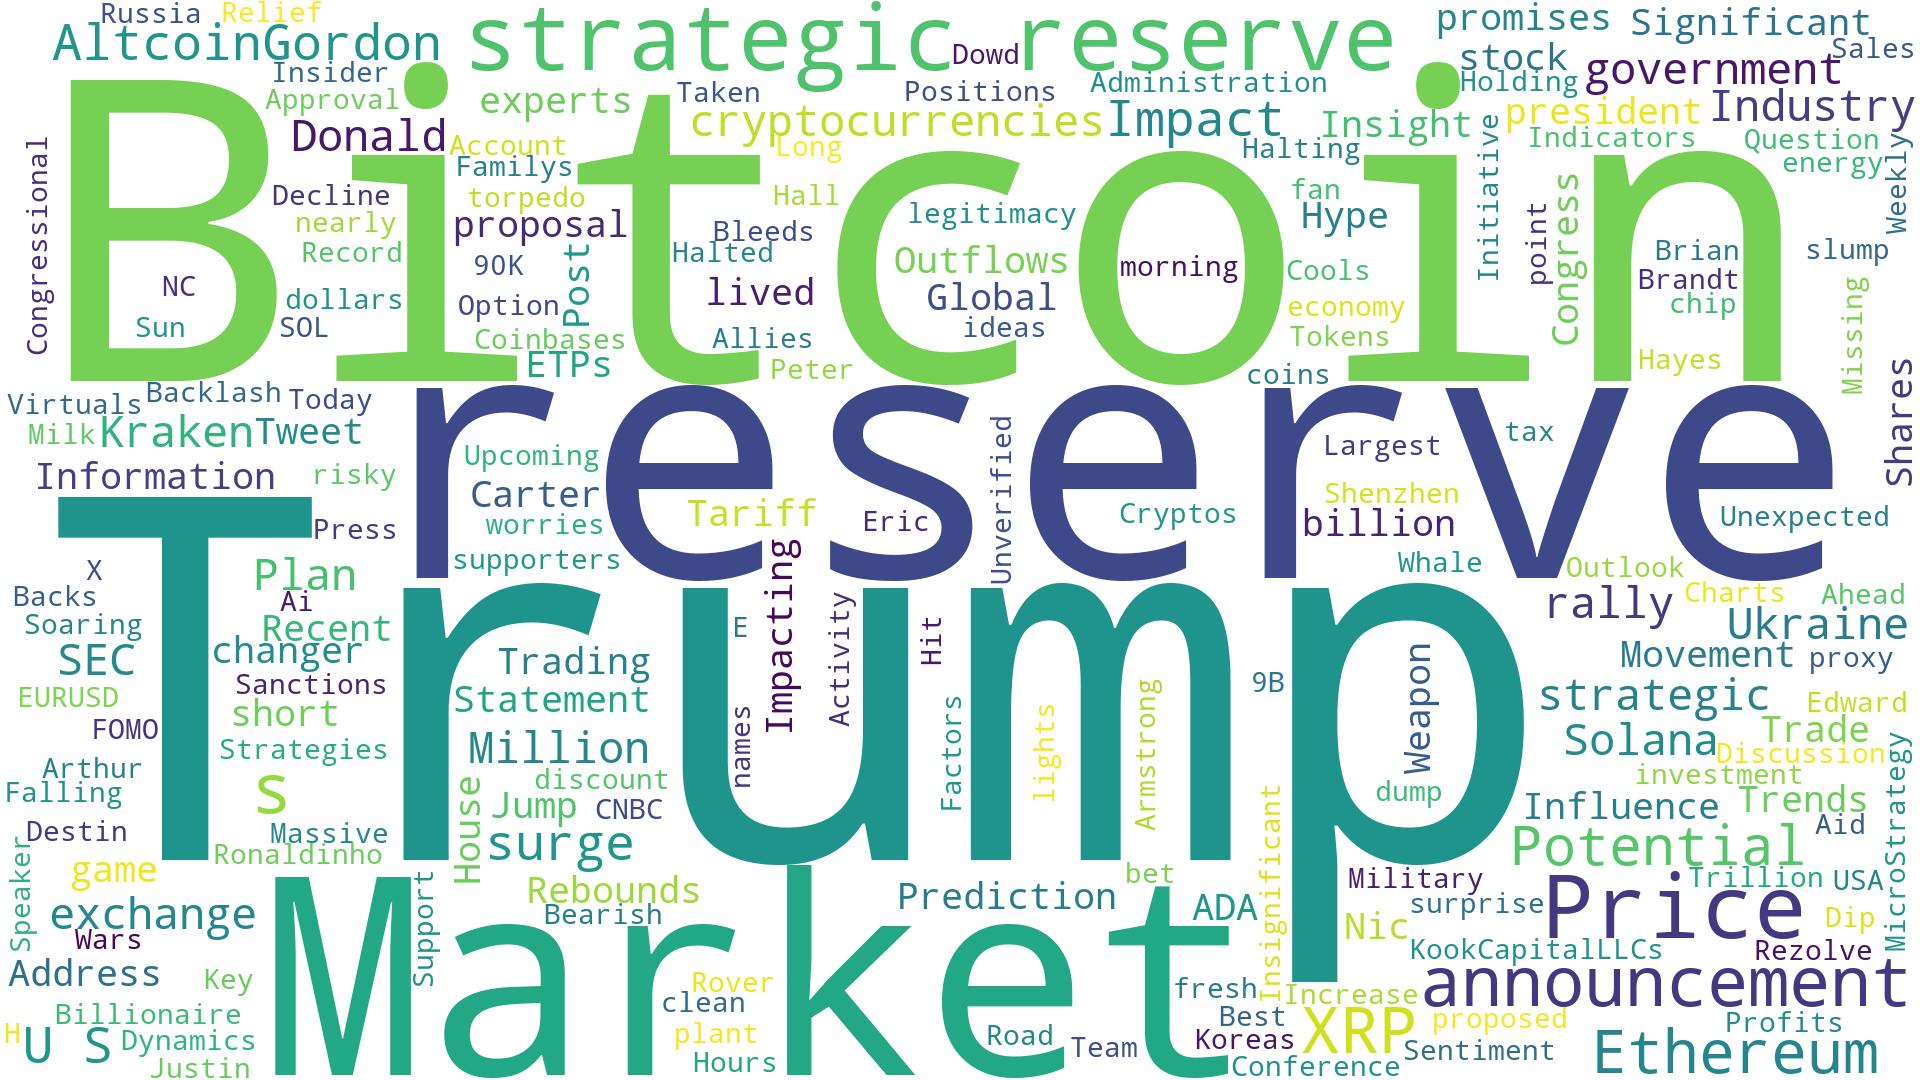 Russia
Relief
AltcoinGordon
strategic reserve
promises
Significant
Dowd
stock
Sales
Insider
Approval
experts
Taken
Positions
Administration
Holding
government
Donald
Account
cryptocurrencies
Impact
Insight
president
Industry
Congressional
Bitcoin
Familys
Long
Halting
Initiative
Indicators
Question
energy
Weekly
Decline
torpedo
Hall
legitimacy
fan
Hype
nearly
proposal
Bleeds
point
Congress
Record
Post
Halted
Outflows
morning
Cools
Brian
slump
NC
90K
Brandt
dollars
Option
lived
Global
economy
chip
Missing
Sun
SOL
Coinbases
Allies
ideas
Tokens
ETPs
Peter
coins
Hayes
Shares
Virtuals
Backlash
Today
reserve
Milk
Kraken
Tweet
Unverified
tax
Information
risky
Upcoming
Largest
Carter
Shenzhen
Trump
Press
worries
Tariff
Eric
Cryptos
billion
Unexpected
supporters
Impacting
Whale
Outlook
X
Plan
Backs
Ai
Activity
rally
Charts
Ahead
Soaring
Recent
E
Hit
Ukraine
SEC
changer
Trading
Weapon
Movement
proxy
EURUSD
Sanctions
Statement
9B
strategic
Edward
FOMO
short
names
Factors
lights
Armstrong
Trade
Strategies
Million
Solana
Discussion
Arthur
discount
investment
MicroStrategy
Falling
s
House
Jump
CNBC
dump
Influence
Trends
Destin
Massive
surge
Insignificant
Aid
Speaker
Ronaldinho
Potential
game
Market
Rebounds
bet
Military
Trillion
USA
exchange
Support
Bearish
Prediction
ADA
surprise
Price
Dip
Wars
Nic
Address
Key
KookCapitalLLCs
Rezolve
Rover
fresh
Increase
announcement
Billionaire
clean
Best
XRP
proposed
Profits
H
U S
Dynamics
plant
Road
Team
Koreas
Sentiment
Ethereum
Justin
Hours
Conference